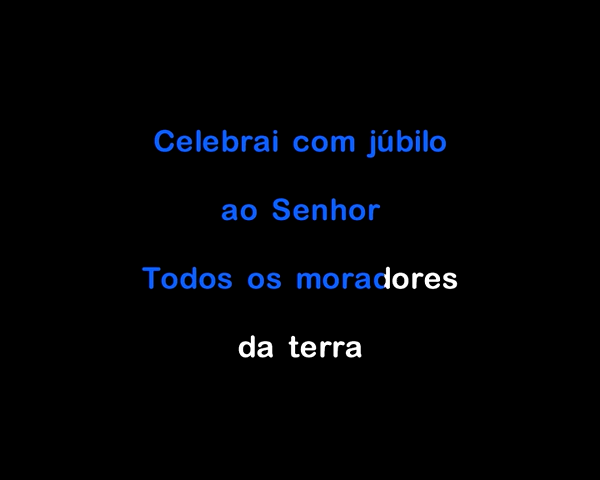 Celebrai com júbilo
ao Senhor
Todos os moradores
da terra